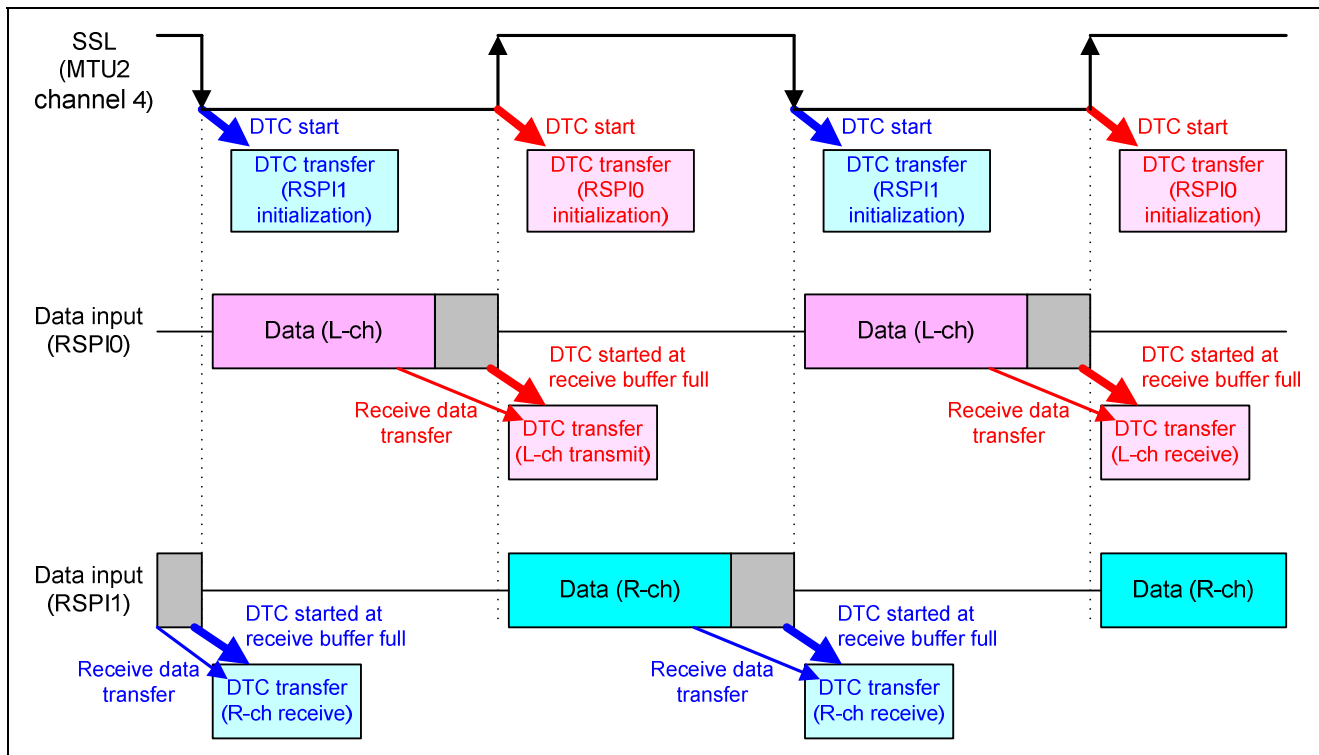 SSL
(MTU2
channel 4)
DTC start
DTC start
DTC start
DTC start
DTC transfer
(RSPI1
initialization)
DTC transfer
(RSPI0
initialization)
DTC transfer
(RSPI1
initialization)
DTC transfer
(RSPI0
initialization)
Data input
(RSPI0)
Data (L-ch)
Data (L-ch)
DTC started at
receive buffer full
DTC started at
receive buffer full
Receive data
transfer
Receive data
transfer
DTC transfer
(L-ch transmit)
DTC transfer
(L-ch receive)
Data input
(RSPI1)
Data (R-ch)
Data (R-ch)
DTC started at
receive buffer full
DTC started at
receive buffer full
Receive data
transfer
Receive data
transfer
DTC transfer
(R-ch receive)
DTC transfer
(R-ch receive)